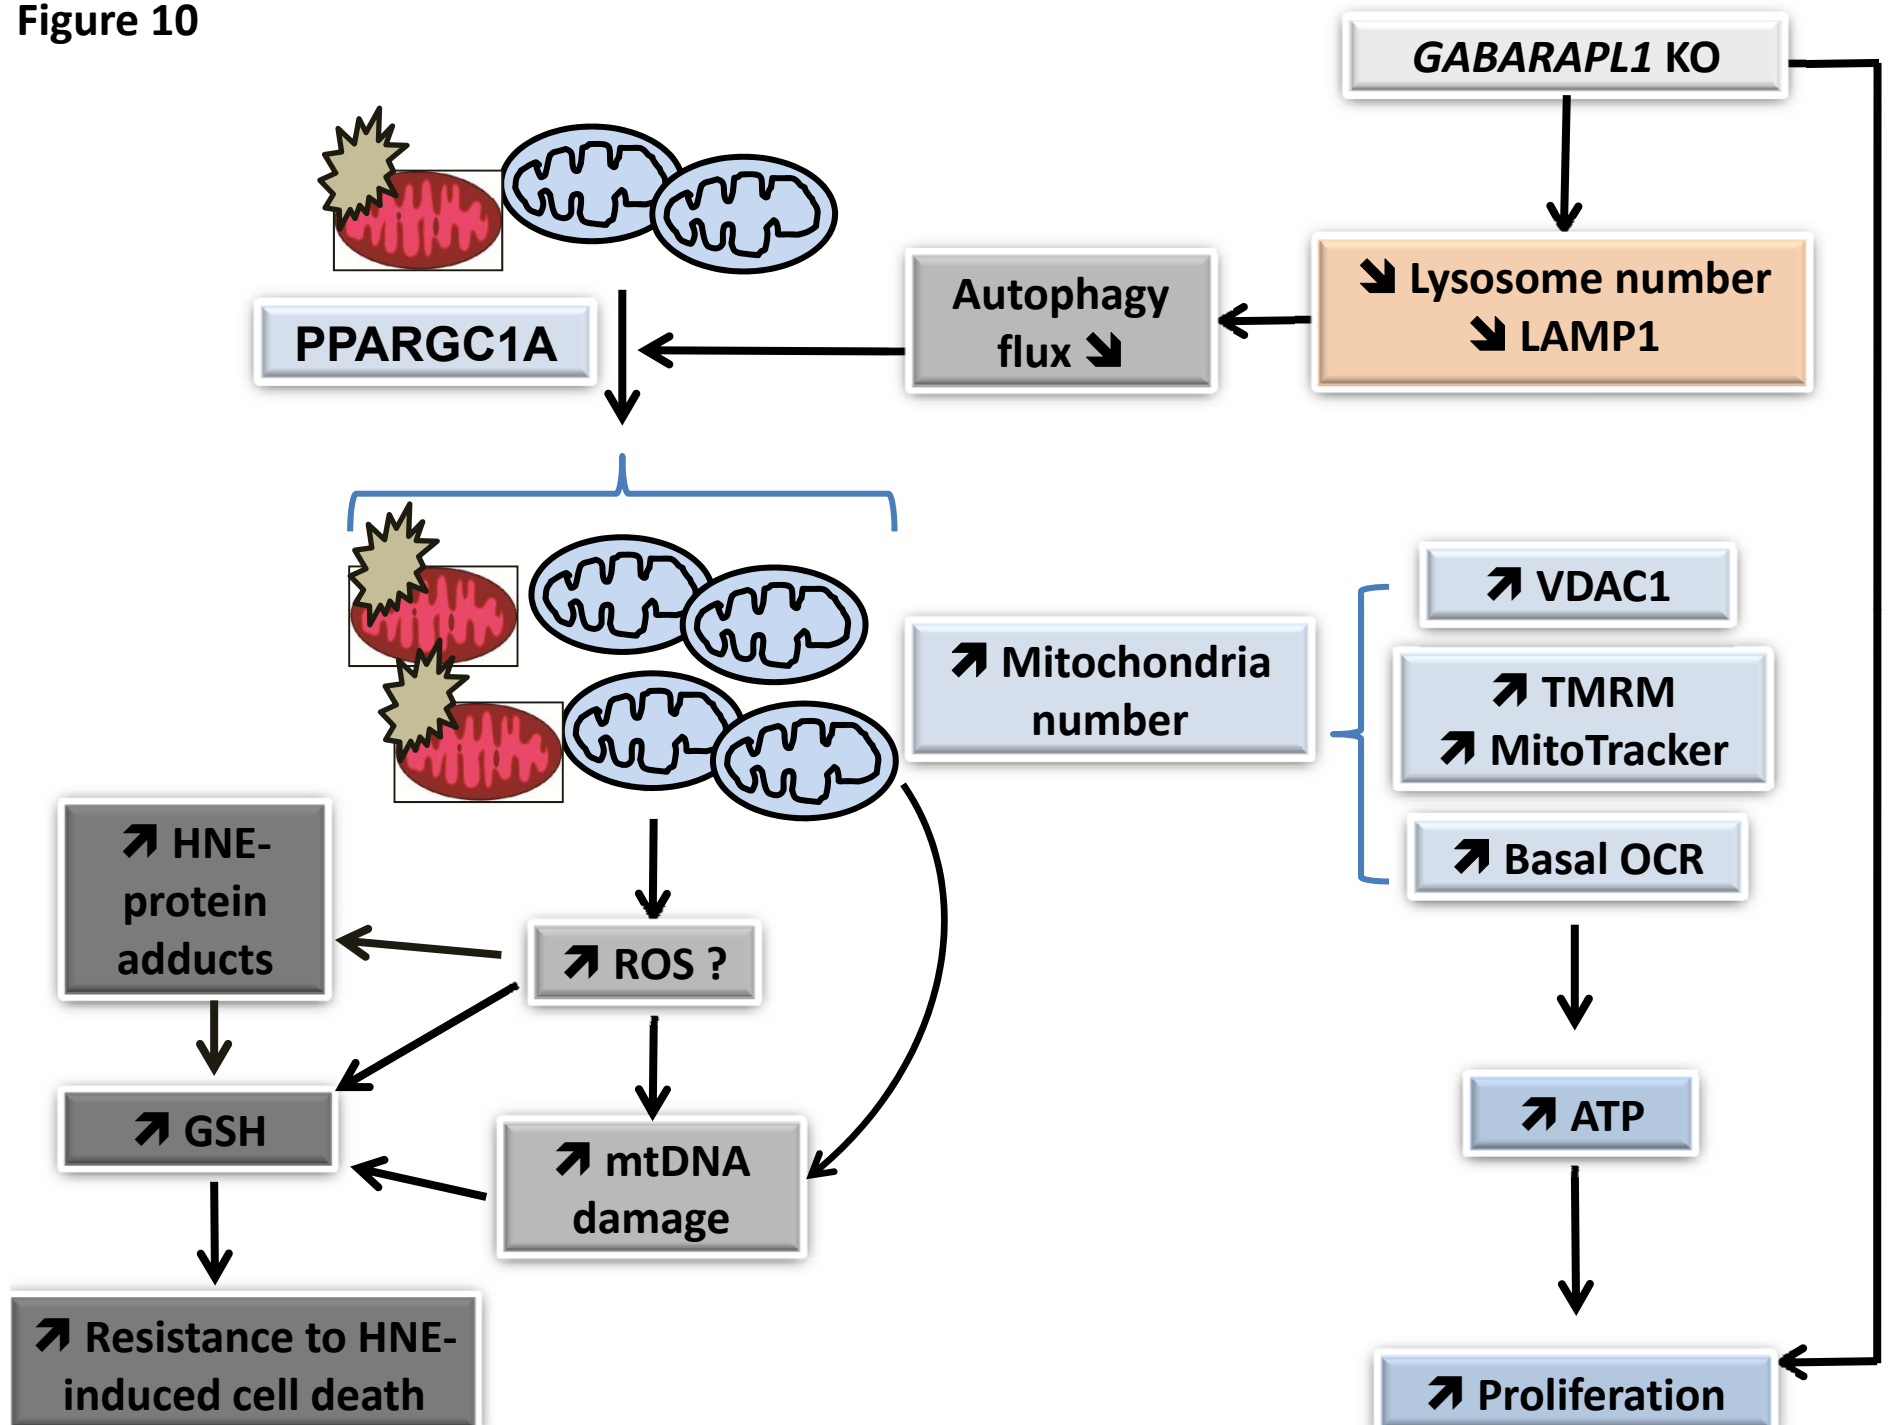 Figure 10
GABARAPL1 KO
↘ Lysosome number
↘ LAMP1
Autophagy
flux ↘
PPARGC1A
↗ Mitochondria
number
↗ VDAC1
↗ TMRM
↗ MitoTracker
↗ Basal OCR
↗ HNE-
protein
adducts
↗ ROS ?
↗ GSH
↗ mtDNA
damage
↗ ATP
↗ Resistance to HNE-
induced cell death
↗ Proliferation